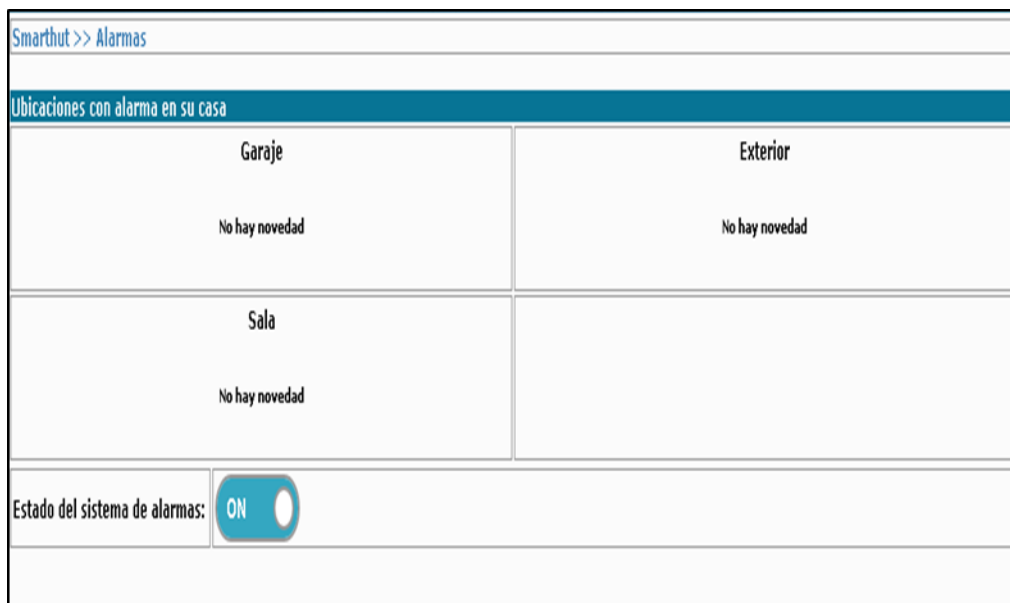 Smarthut >> Alarmas
Ubicaciones con alarma en su casa
Garaje
Exterior
No hay novedad
No hay novedad
Sala
No hay novedad
Estado del sistema de alarmas:
ON